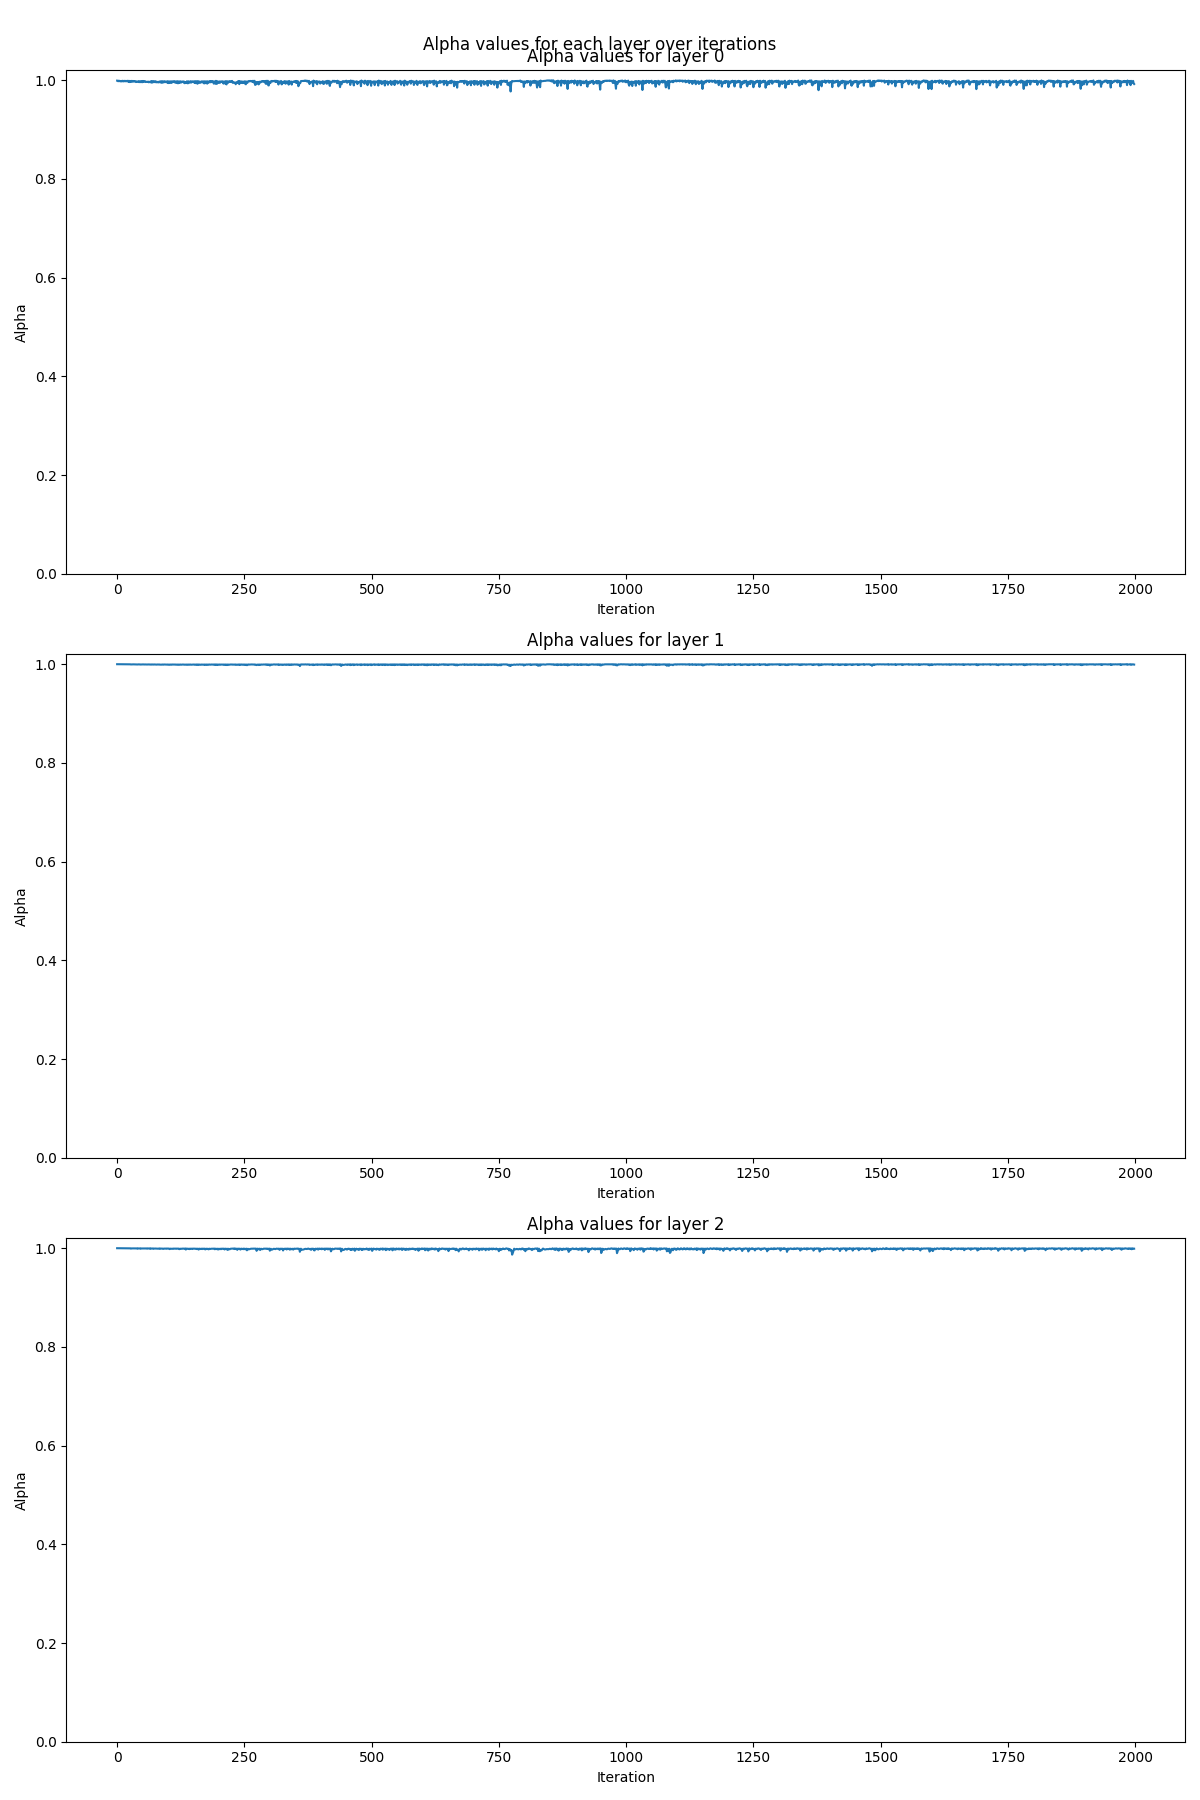 Alpha values for each layer over iterations
Alpha values for layer 0
1.0
0.8
0.6
0.4
0.2
0.0
Alpha
0 250 500 750 1000 1250 1500 1750 2000
Iteration
Alpha values for layer 1
1.0
0.8
0.6
0.4
0.2
0.0
Alpha
0 250 500 750 1000 1250 1500 1750 2000
Iteration
Alpha values for layer 2
1.0
0.8
0.6
0.4
0.2
0.0
Alpha
0 250 500 750 1000 1250 1500 1750 2000
Iteration